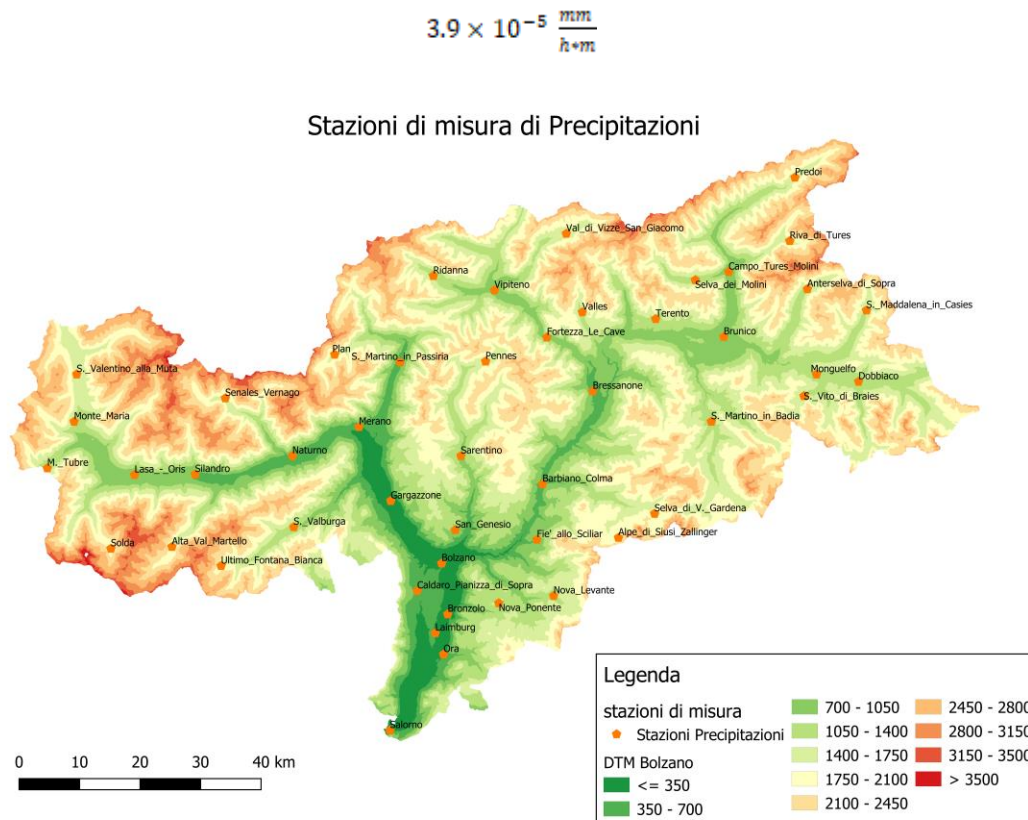 3.9 × 10⁻⁵ mm/h∗m
Stazioni di misura di Precipitazioni
Predoi
Riva_di_Tures
Val_di_Vizze_San_Giacomo
Campo_Tures_Molini
Ridanna
Selva_dei_Molini
Anterselva_di_Sopra
Vipiteno
S._Maddalena_in_Casies
Valles
Terento
Fortezza_Le_Cave
Brunico
Plan
S._Martino_in_Passiria
Pennes
S._Valentino_alla_Muta
Monguelfo
Dobbiaco
Senales_Vernago
Bressanone
S._Vito_di_Braies
Monte_Maria
Merano
S._Martino_in_Badia
Naturno
Sarentino
M._Tubre
Lasa_-_Oris
Silandro
Barbiano_Colma
Gargazzone
Selva_di_V._Gardena
S._Valburga
San_Genesio
Fie'_allo_Sciliar
Alpe_di_Siusi_Zallinger
Solda
Alta_Val_Martello
Ultimo_Fontana_Bianca
Bolzano
Caldaro_Pianizza_di_Sopra
Nova_Levante
Bronzolo
Nova_Ponente
Laimburg
Ora
Salorno
0 10 20 30 40 km
Legenda
stazioni di misura
Stazioni Precipitazioni
DTM Bolzano
<= 350
350 - 700
700 - 1050
1050 - 1400
1400 - 1750
1750 - 2100
2100 - 2450
2450 - 2800
2800 - 3150
3150 - 3500
> 3500